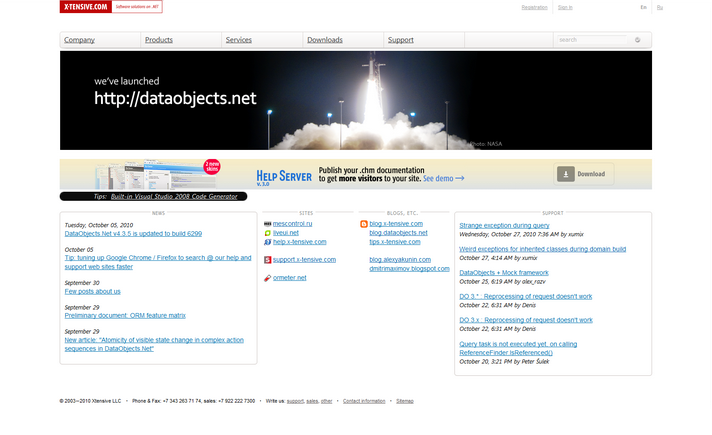 X-TENSIVE.COM
Software solutions on .NET
Registration
Sign in
En
Ru
Company
Products
Services
Downloads
Support
search
we've launched
http://dataobjects.net
Photo: NASA
2 new skins
HELP SERVER
v. 3.0
Publish your .chm documentation
to get more visitors to your site. See demo →
Download
Tips: Built-in Visual Studio 2008 Code Generator
NEWS
Tuesday, October 05, 2010
DataObjects.Net v4.3.5 is updated to build 6299
October 05
Tip: tuning up Google Chrome / Firefox to search @ our help and
support web sites faster
September 30
Few posts about us
September 29
Preliminary document: ORM feature matrix
September 29
New article: "Atomicity of visible state change in complex action
sequences in DataObjects.Net"
SITES
mescontrol.ru
liveui.net
help.x-tensive.com
support.x-tensive.com
ormeter.net
BLOGS, ETC.
blog.x-tensive.com
blog.dataobjects.net
tips.x-tensive.com
blog.alexyakunin.com
dmitrimaximov.blogspot.com
SUPPORT
Strange exception during query
Wednesday, October 27, 2010 7:36 AM by xumix
Weird exceptions for inherited classes during domain build
October 27, 4:14 AM by xumix
DataObjects + Mock framework
October 25, 6:19 AM by alex_razv
DO 3.* : Reprocessing of request doesn't work
October 22, 6:31 AM by Denis
DO 3.x : Reprocessing of request doesn't work
October 22, 6:31 AM by Denis
Query task is not executed yet. on calling
ReferenceFinder.IsReferenced()
October 20, 3:21 PM by Peter Šulek
© 2003—2010 Xtensive LLC • Phone & Fax: +7 343 263 71 74, sales: +7 922 222 7300 • Write us: support, sales, other • Contact information • Sitemap